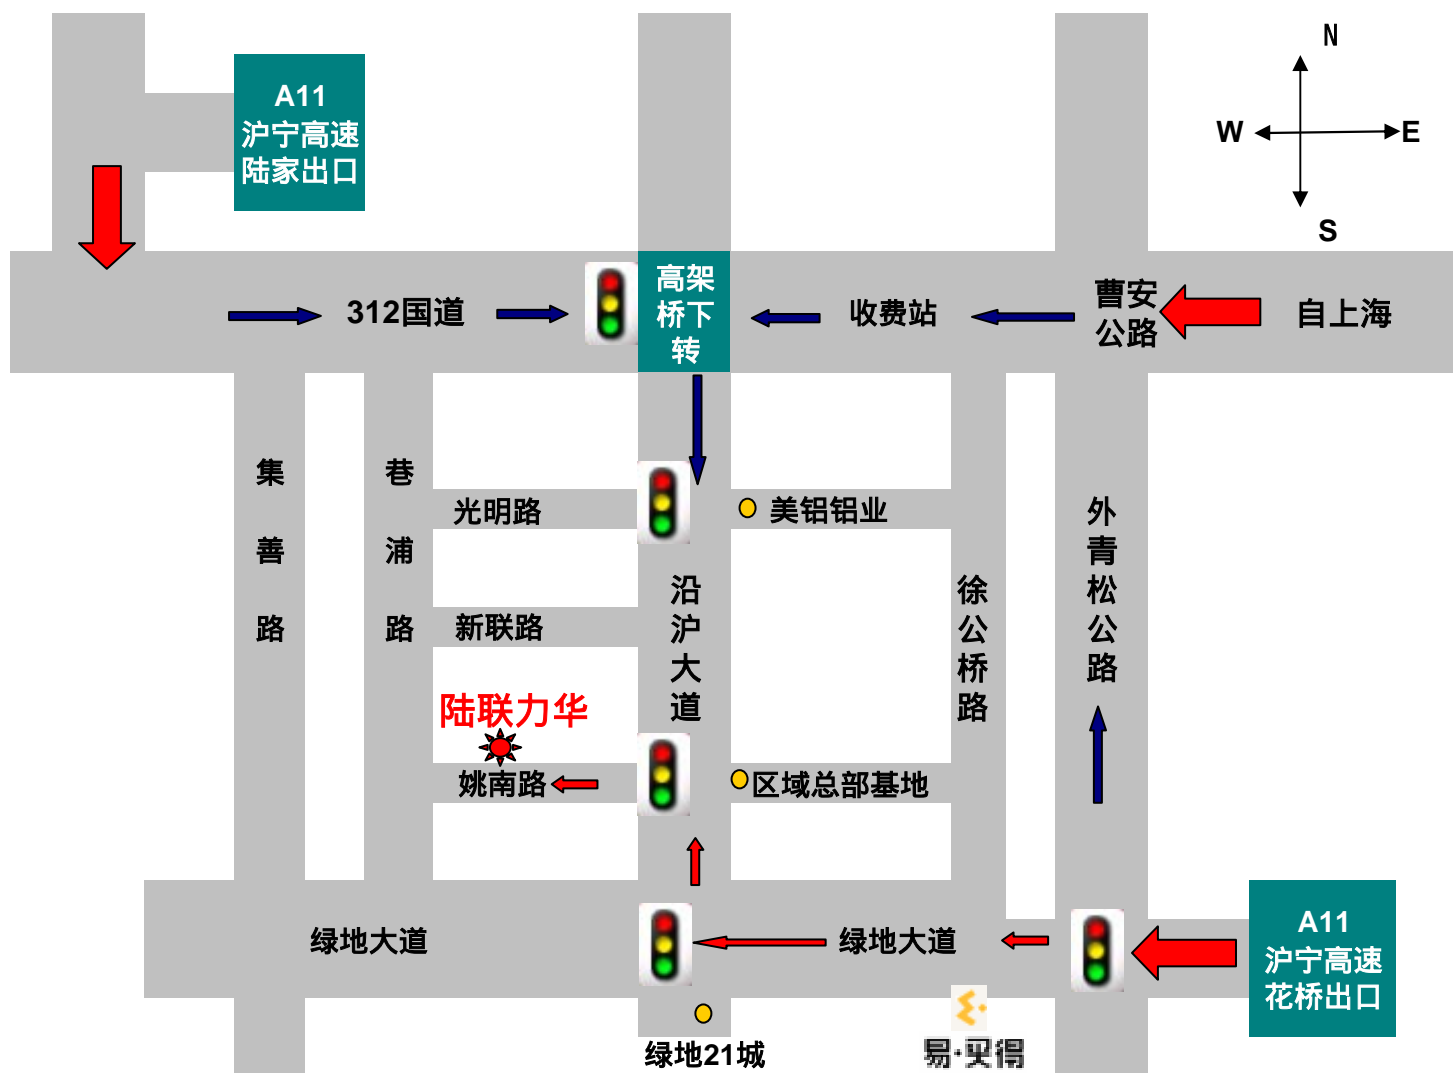 N
A11
沪宁高速
陆家出口
W
E
S
高架
桥下
转
312国道
收费站
曹安
公路
自上海
集善路
巷浦路
光明路
美铝铝业
外青松公路
沿沪大道
徐公桥路
新联路
陆联力华
姚南路
区域总部基地
绿地大道
绿地大道
A11
沪宁高速
花桥出口
绿地21城
易·买得